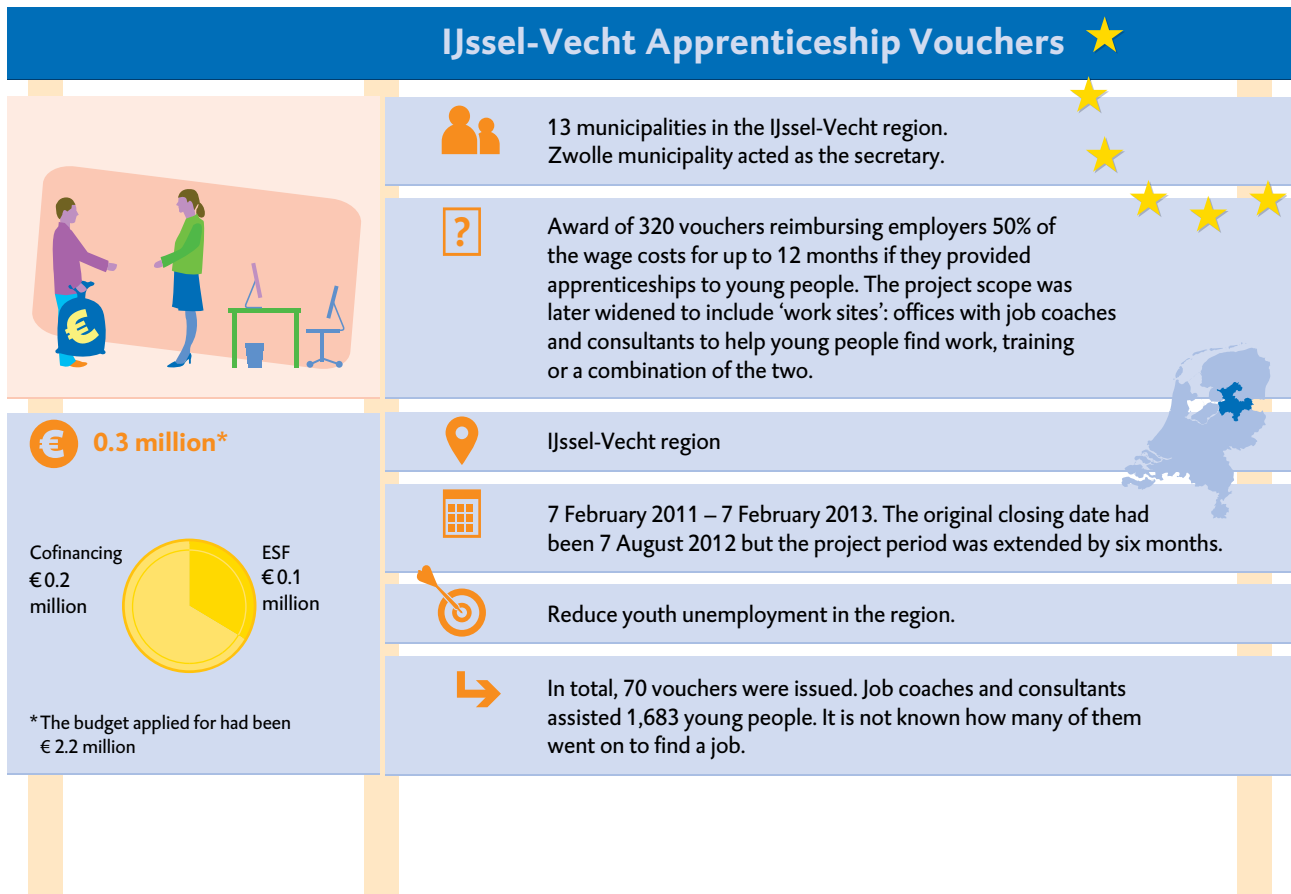 IJssel-Vecht Apprenticeship Vouchers
13 municipalities in the IJssel-Vecht region.
Zwolle municipality acted as the secretary.
?
Award of 320 vouchers reimbursing employers 50% of
the wage costs for up to 12 months if they provided
apprenticeships to young people. The project scope was
later widened to include ‘work sites’: offices with job coaches
and consultants to help young people find work, training
or a combination of the two.
€
€ 0.3 million*
Cofinancing
€ 0.2
million
ESF
€ 0.1
million
* The budget applied for had been
€ 2.2 million
IJssel-Vecht region
7 February 2011 – 7 February 2013. The original closing date had
been 7 August 2012 but the project period was extended by six months.
Reduce youth unemployment in the region.
In total, 70 vouchers were issued. Job coaches and consultants
assisted 1,683 young people. It is not known how many of them
went on to find a job.